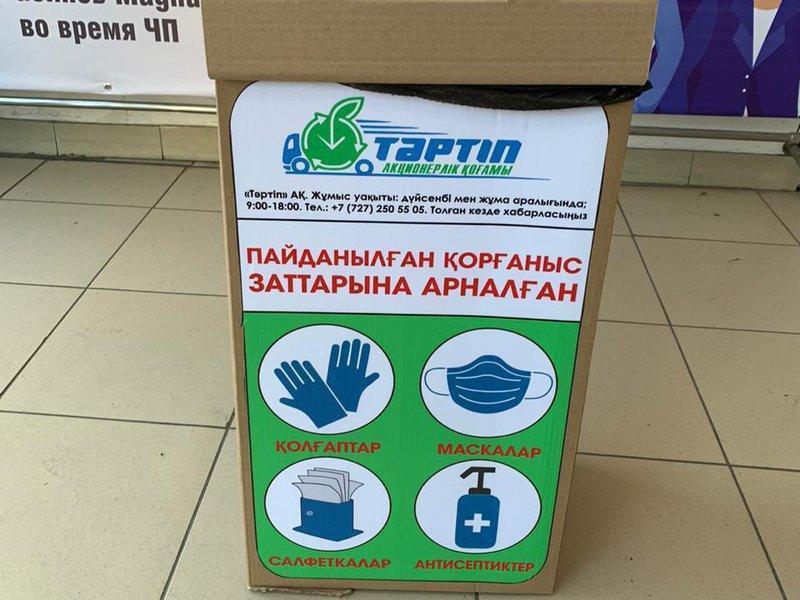 во время ЧП
ТӘРТІП
АКЦИОНЕРЛІК ҚОҒАМЫ
«Тәртіп» АҚ. Жұмыс уақыты: дүйсенбі мен жұма аралығында;
9:00-18:00. Тел.: +7 (727) 250 55 05. Толған кезде хабарласыңыз
ПАЙДАНЫЛҒАН ҚОРҒАНЫС
ЗАТТАРЫНА АРНАЛҒАН
ҚОЛҒАПТАР
МАСКАЛАР
САЛФЕТКАЛАР
АНТИСЕПТИКТЕР